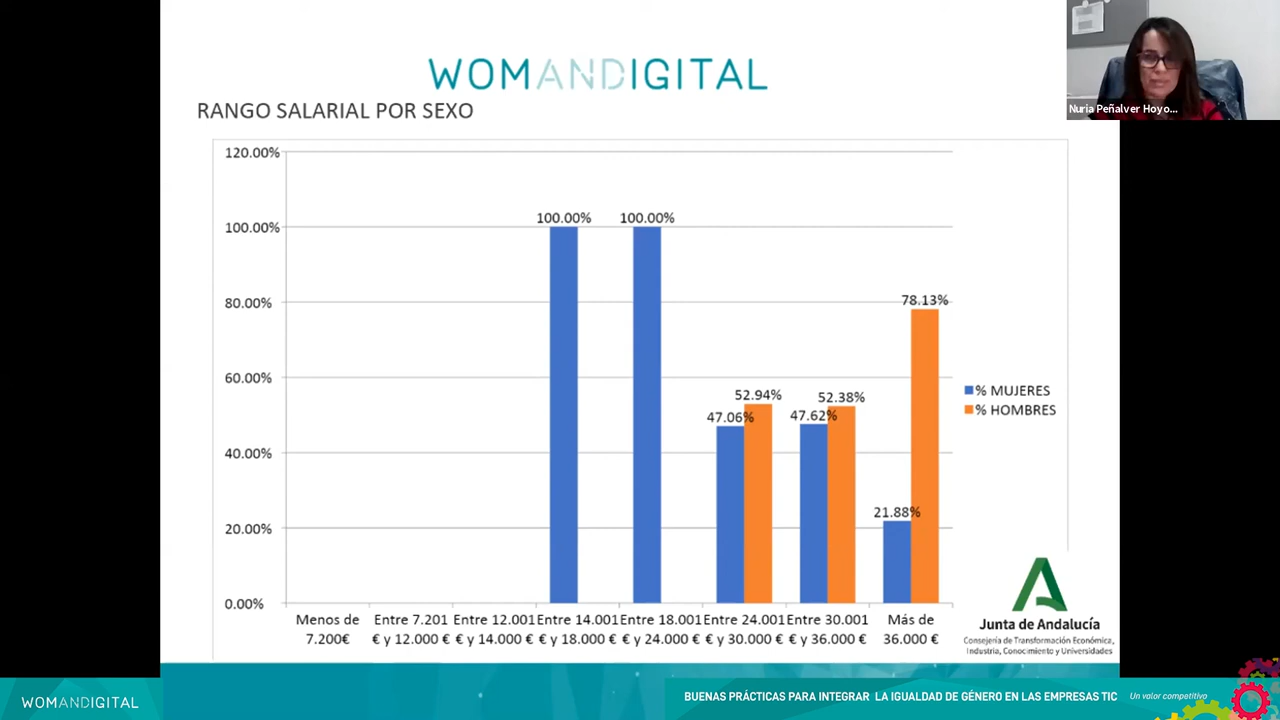 WOMANDIGITAL
Nuria Peñalver Hoyo...
RANGO SALARIAL POR SEXO
120.00%
100.00%
80.00%
60.00%
40.00%
20.00%
0.00%
100.00%
100.00%
47.06%
52.94%
47.62%
52.38%
21.88%
78.13%
Menos de
7.200€
Entre 7.201
€ y 12.000 €
Entre 12.001
€ y 14.000 €
Entre 14.001
€ y 18.000 €
Entre 18.001
€ y 24.000 €
Entre 24.001
€ y 30.000 €
Entre 30.001
€ y 36.000 €
Más de
36.000 €
% MUJERES
% HOMBRES
Junta de Andalucía
Consejería de Transformación Económica,
Industria, Conocimiento y Universidades
WOMANDIGITAL
BUENAS PRÁCTICAS PARA INTEGRAR LA IGUALDAD DE GÉNERO EN LAS EMPRESAS TIC
Un valor competitivo